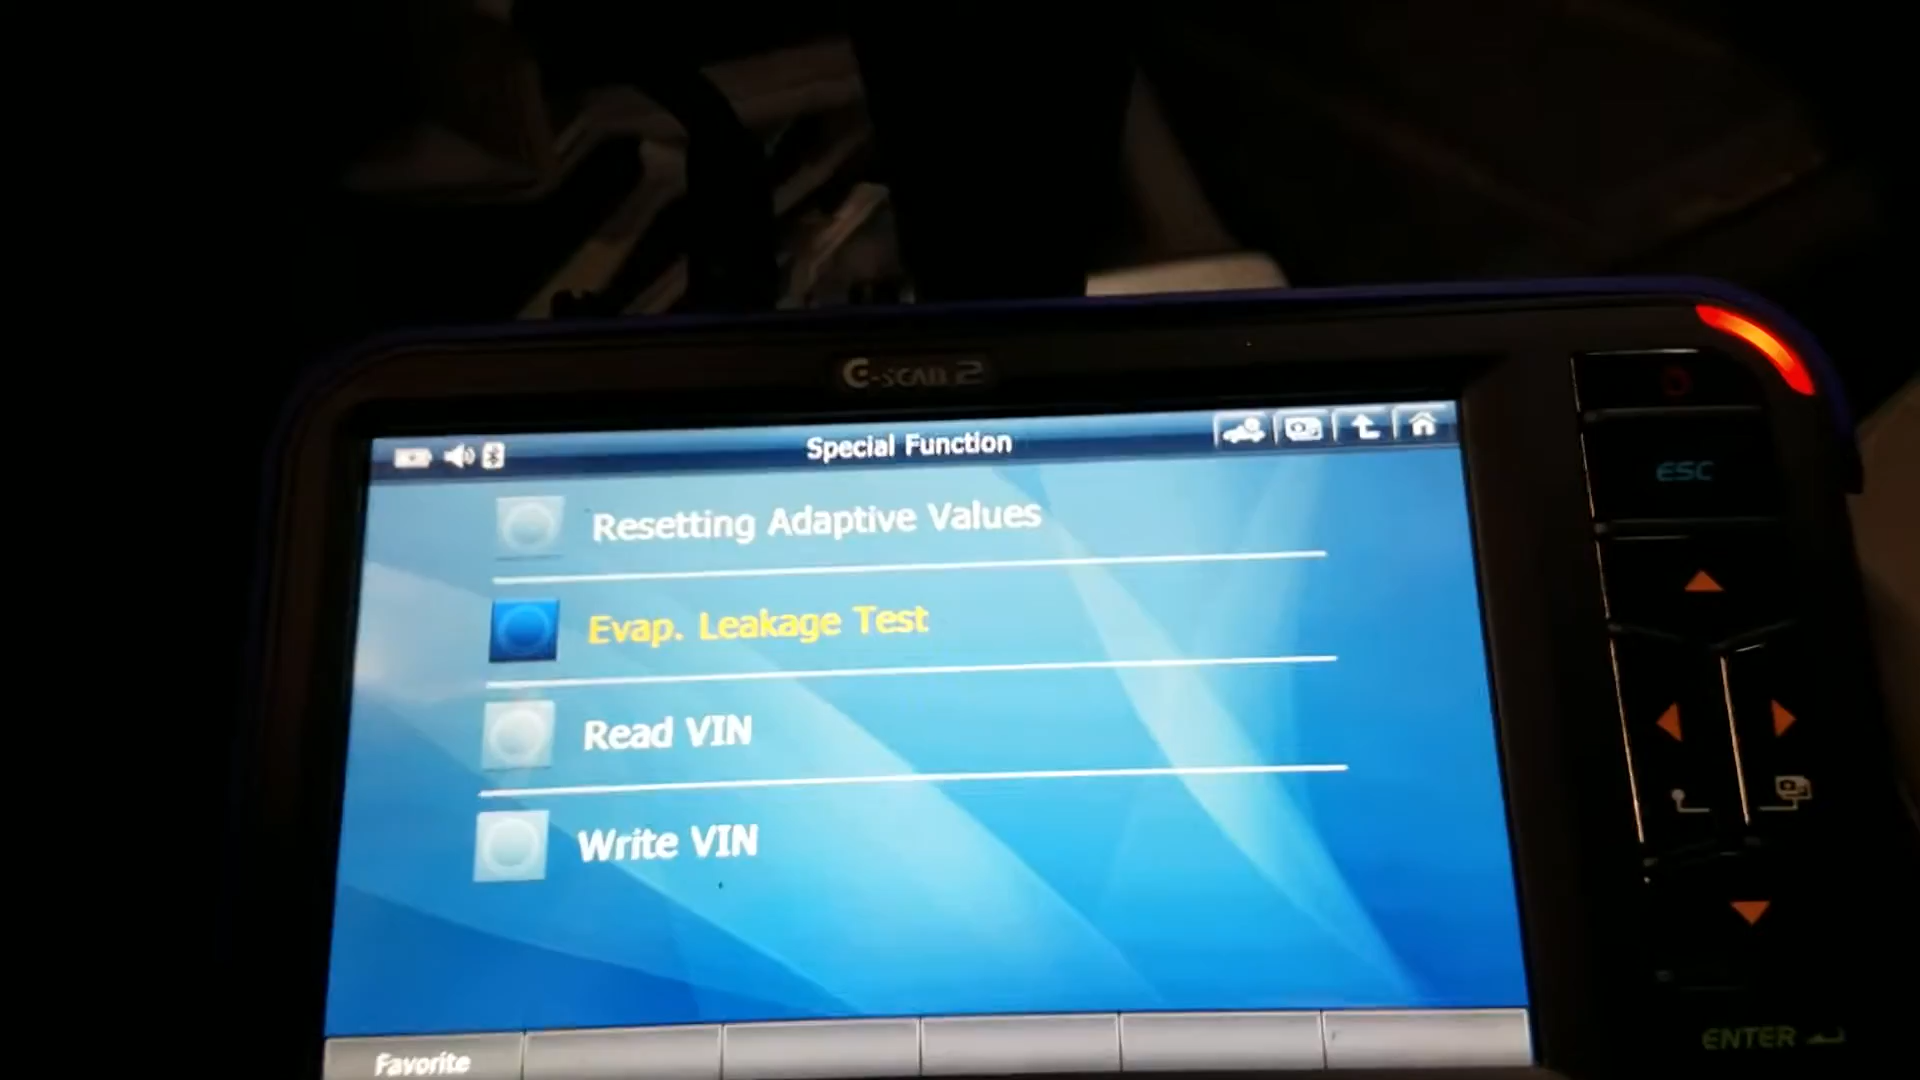 G-SCAN 2
Special Function
ESC
Resetting Adaptive Values
Evap. Leakage Test
Read VIN
Write VIN
ENTER
Favorite